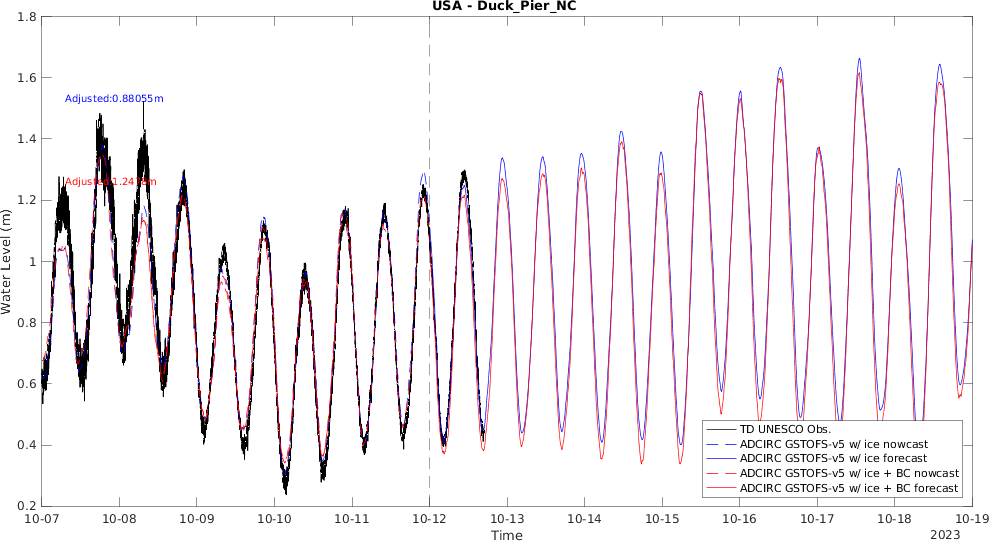 USA - Duck_Pier_NC
1.8
1.6
1.4
1.2
1
0.8
0.6
0.4
0.2
Water Level (m)
Adjusted:0.88055m
TD UNESCO Obs.
ADCIRC GSTOFS-v5 w/ ice nowcast
ADCIRC GSTOFS-v5 w/ ice forecast
ADCIRC GSTOFS-v5 w/ ice + BC nowcast
ADCIRC GSTOFS-v5 w/ ice + BC forecast
10-07 10-08 10-09 10-10 10-11 10-12 10-13 10-14 10-15 10-16 10-17 10-18 10-19
Time
2023